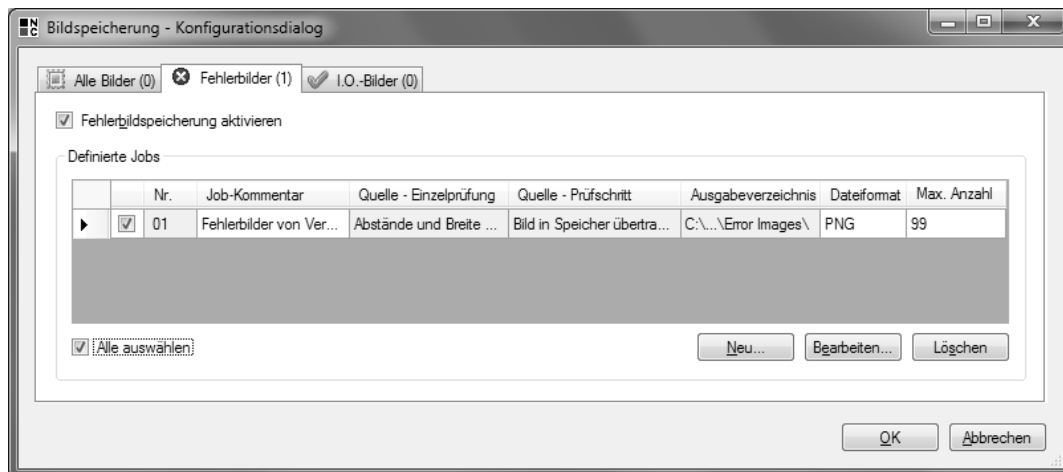 Bildspeicherung - Konfigurationsdialog
Alle Bilder (0) Fehlerbilder (1) I.O.-Bilder (0)
Fehlerbildspeicherung aktivieren
Definierte Jobs
Nr. Job-Kommentar Quelle - Einzelprüfung Quelle - Prüfschritt Ausgabeverzeichnis Dateiformat Max. Anzahl
01 Fehlerbilder von Ver... Abstände und Breite ... Bild in Speicher übertra... C:\...\Error Images\ PNG 99
Alle auswählen Neu... Bearbeiten... Löschen
OK Abbrechen